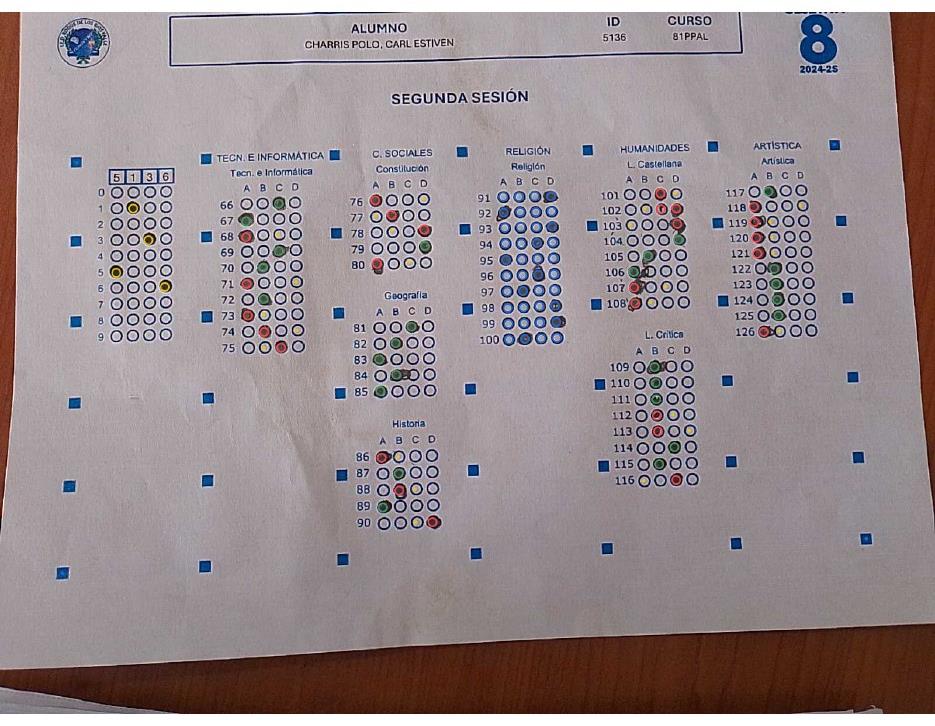 ALUMNO
CHARRIS POLO, CARL ESTIVEN
ID
5136
CURSO
81PPAL
8
2024-2S
SEGUNDA SESIÓN
5 1 3 6
0
1
2
3
4
5
6
7
8
9
TECN. E INFORMÁTICA
Tecn. e Informática
A B C D
66
67
68
69
70
71
72
73
74
75
C. SOCIALES
Constitución
A B C D
76
77
78
79
80
Geografía
A B C D
81
82
83
84
85
Historia
A B C D
86
87
88
89
90
RELIGIÓN
Religión
A B C D
91
92
93
94
95
96
97
98
99
100
HUMANIDADES
L. Castellana
A B C D
101
102
103
104
105
106
107
108
L. Crítica
A B C D
109
110
111
112
113
114
115
116
ARTÍSTICA
Artística
A B C D
117
118
119
120
121
122
123
124
125
126